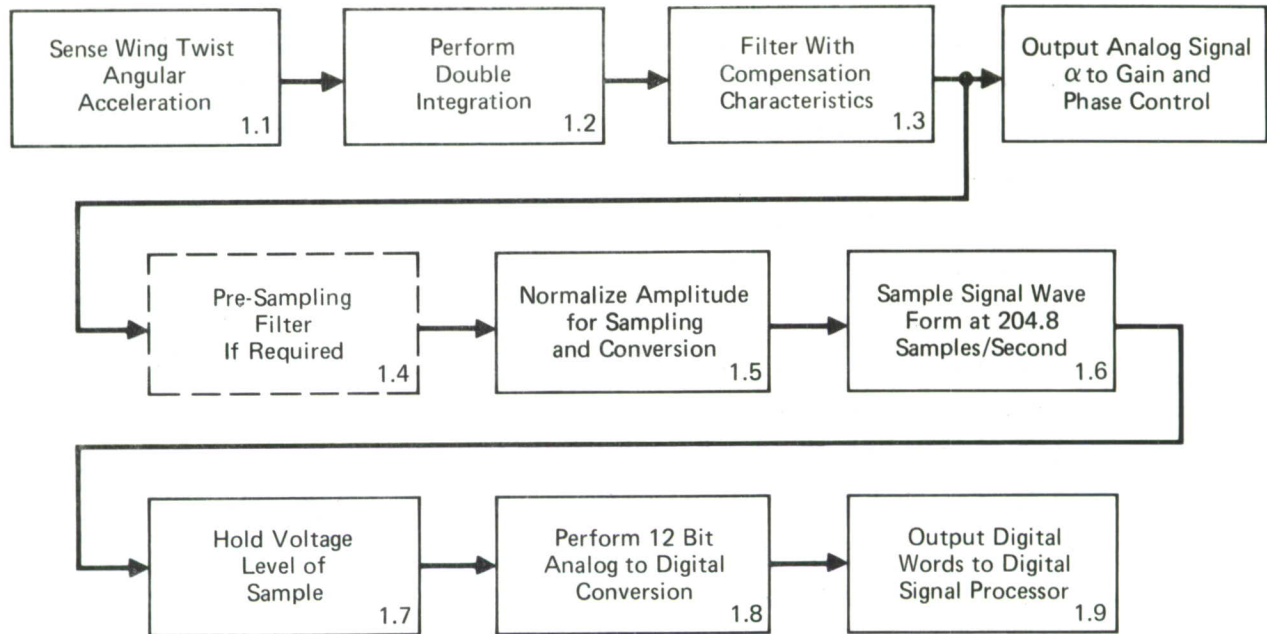 Sense Wing Twist
Angular
Acceleration
1.1
Perform
Double
Integration
1.2
Filter With
Compensation
Characteristics
1.3
Output Analog Signal
α to Gain and
Phase Control
Pre-Sampling
Filter
If Required
1.4
Normalize Amplitude
for Sampling
and Conversion
1.5
Sample Signal Wave
Form at 204.8
Samples/Second
1.6
Hold Voltage
Level of
Sample
1.7
Perform 12 Bit
Analog to Digital
Conversion
1.8
Output Digital
Words to Digital
Signal Processor
1.9